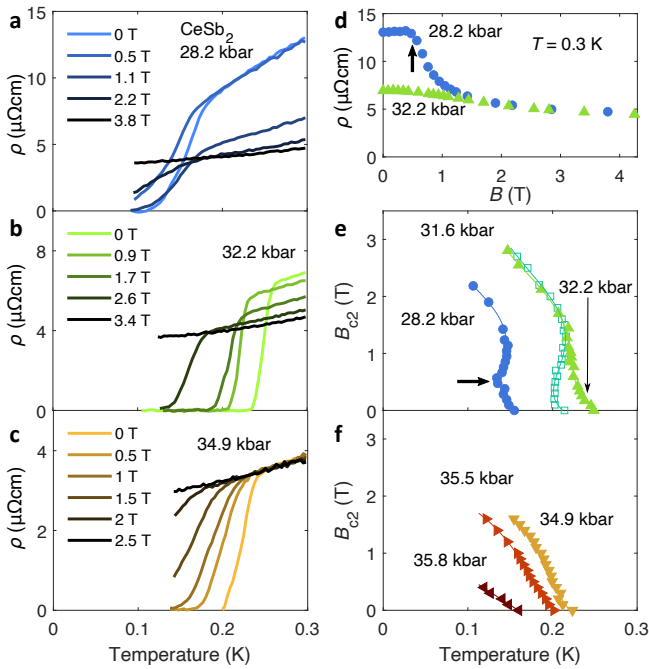 a
CeSb2
28.2 kbar
0 T
0.5 T
1.1 T
2.2 T
3.8 T
15
10
5
0
ρ (μΩcm)
b
32.2 kbar
0 T
0.9 T
1.7 T
2.6 T
3.4 T
8
4
0
ρ (μΩcm)
c
34.9 kbar
0 T
0.5 T
1 T
1.5 T
2 T
2.5 T
6
4
2
0
ρ (μΩcm)
0 0.1 0.2 0.3
Temperature (K)
d
28.2 kbar
T = 0.3 K
32.2 kbar
15
10
5
0
ρ (μΩcm)
0 1 2 3 4
B (T)
e
31.6 kbar
32.2 kbar
28.2 kbar
3
2
1
0
Bc2 (T)
f
35.5 kbar
34.9 kbar
35.8 kbar
3
2
1
0
Bc2 (T)
0 0.1 0.2 0.3
Temperature (K)